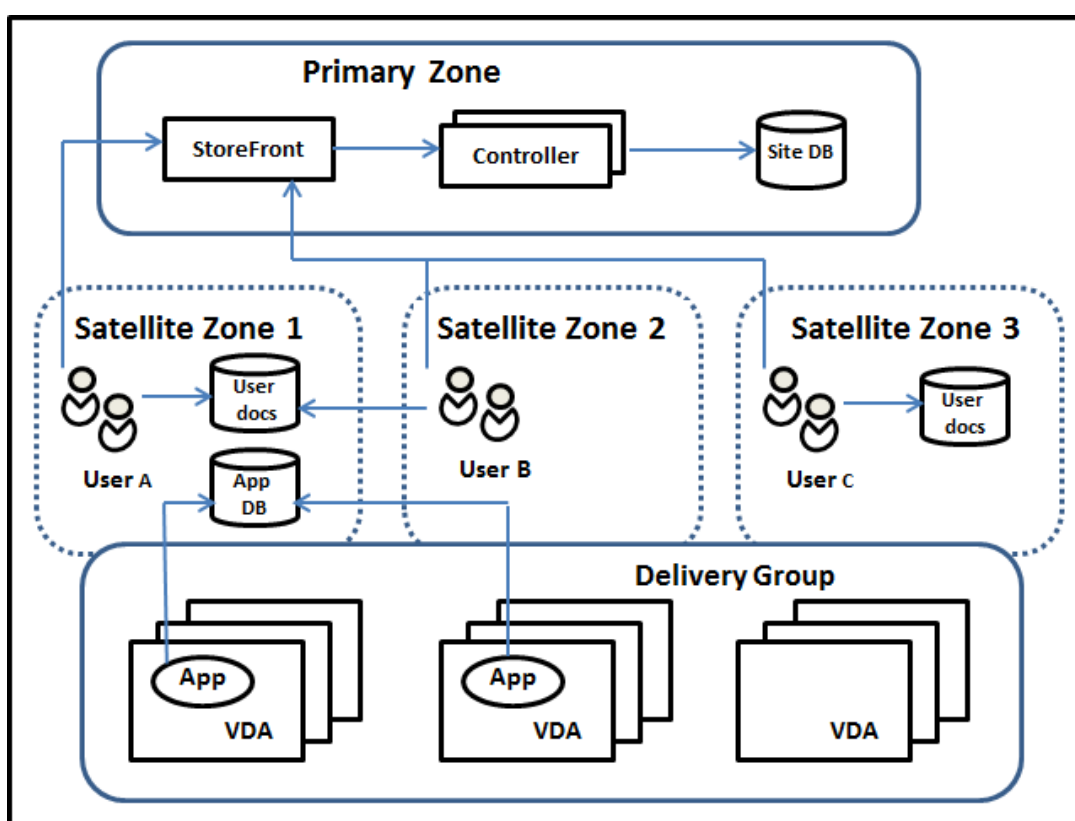 Primary Zone
StoreFront
Controller
Site DB
Satellite Zone 1
Satellite Zone 2
Satellite Zone 3
User
docs
User
docs
User A
User B
User C
App
DB
Delivery Group
App
VDA
App
VDA
VDA